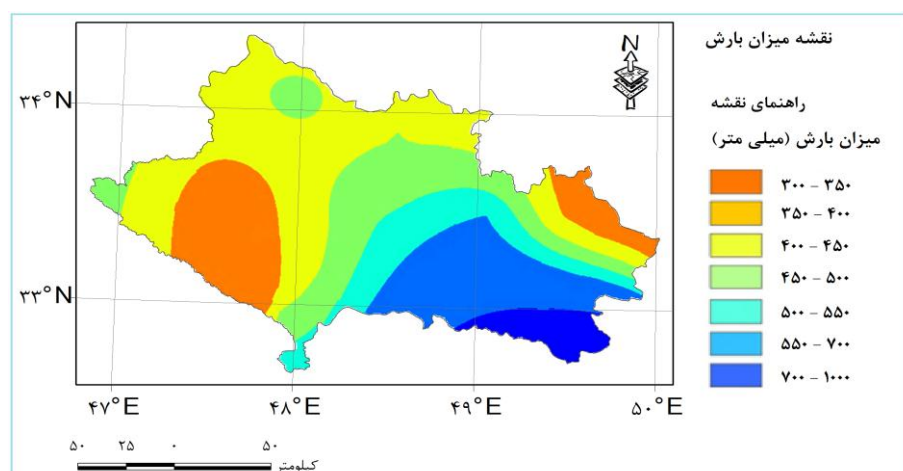 نقشه میزان بارش
N
راهنمای نقشه
میزان بارش (میلی متر)
۳۰۰ – ۳۵۰
۳۵۰ – ۴۰۰
۴۰۰ – ۴۵۰
۴۵۰ – ۵۰۰
۵۰۰ – ۵۵۰
۵۵۰ – ۷۰۰
۷۰۰ – ۱۰۰۰
۳۴°N
۳۳°N
۴۷°E ۴۸°E ۴۹°E ۵۰°E
۵۰ ۲۵ ۰ ۵۰
کیلومتر